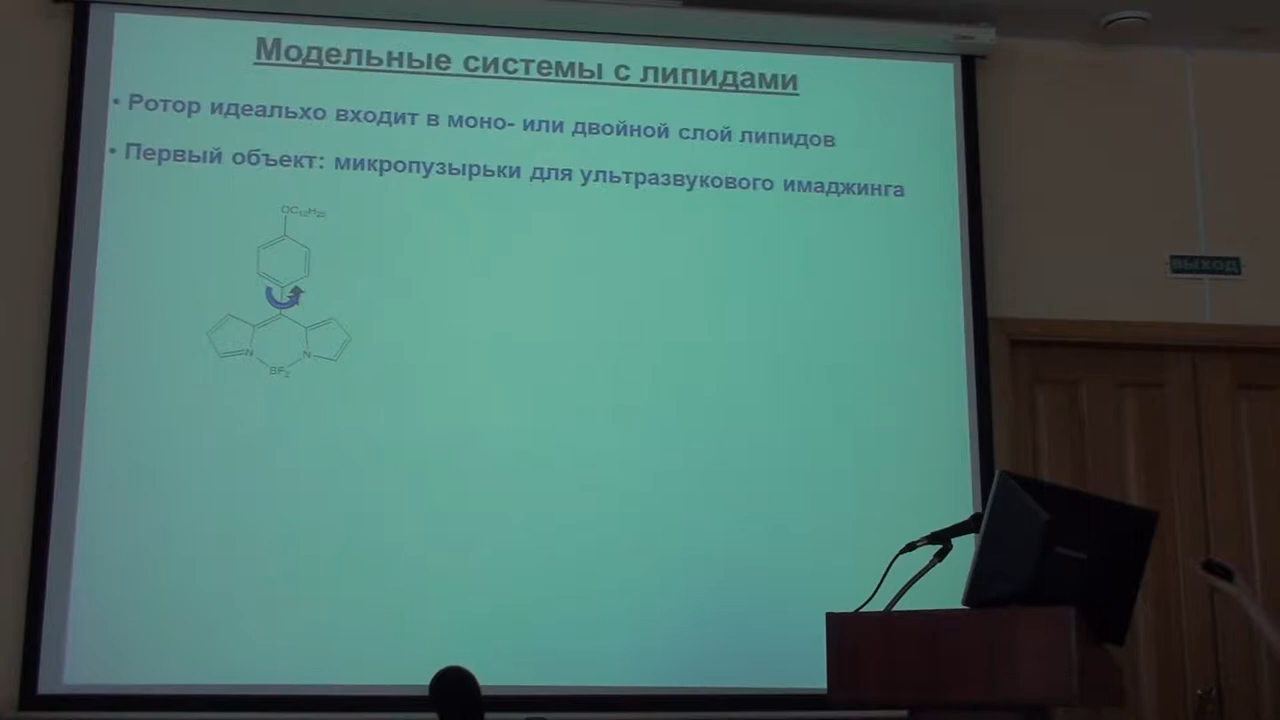 Модельные системы с липидами
• Ротор идеальхо входит в моно- или двойной слой липидов
• Первый объект: микропузырьки для ультразвукового имаджинга
OC₁₂H₂₅
N
N
BF₂
ВЫХОД